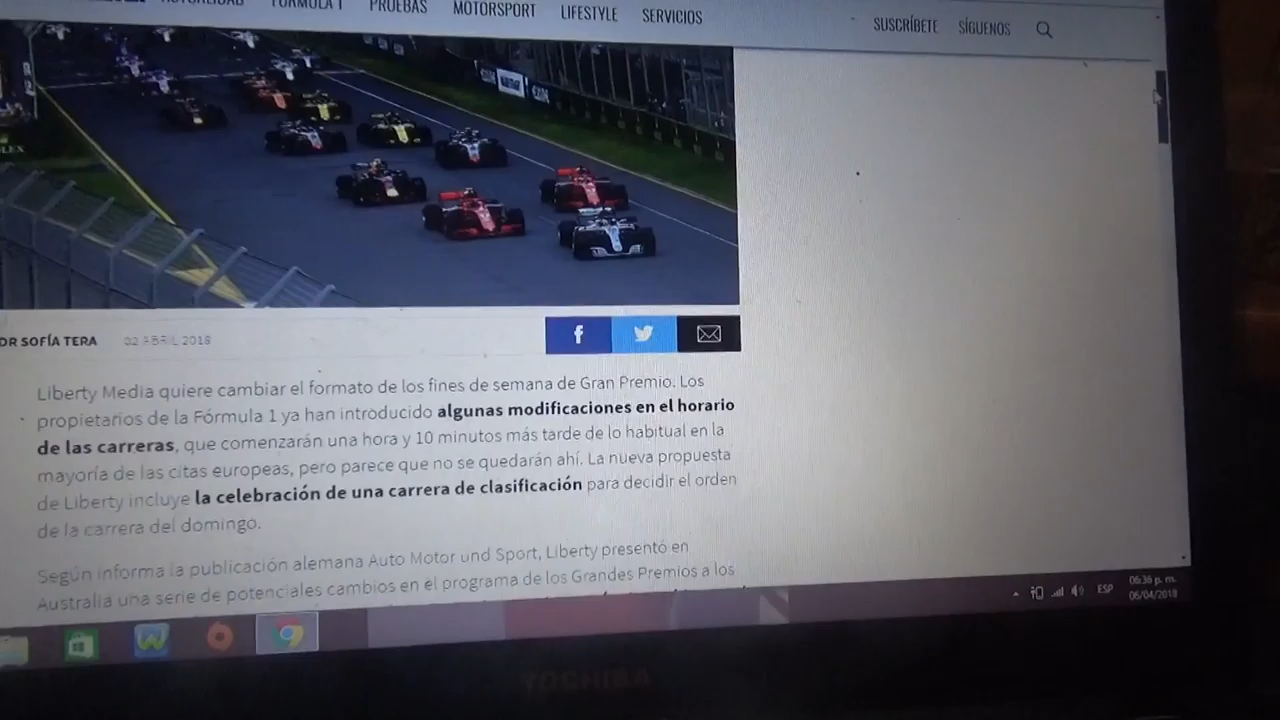 FÓRMULA 1 PRUEBAS MOTORSPORT LIFESTYLE SERVICIOS SUSCRÍBETE SÍGUENOS
SOFÍA TERA 02 ABRIL 2018
Liberty Media quiere cambiar el formato de los fines de semana de Gran Premio. Los
propietarios de la Fórmula 1 ya han introducido algunas modificaciones en el horario
de las carreras, que comenzarán una hora y 10 minutos más tarde de lo habitual en la
mayoría de las citas europeas, pero parece que no se quedarán ahí. La nueva propuesta
de Liberty incluye la celebración de una carrera de clasificación para decidir el orden
de la carrera del domingo.
Según informa la publicación alemana Auto Motor und Sport, Liberty presentó en
Australia una serie de potenciales cambios en el programa de los Grandes Premios a los
ESP
06:36 p. m.
06/04/2018
TOSHIBA